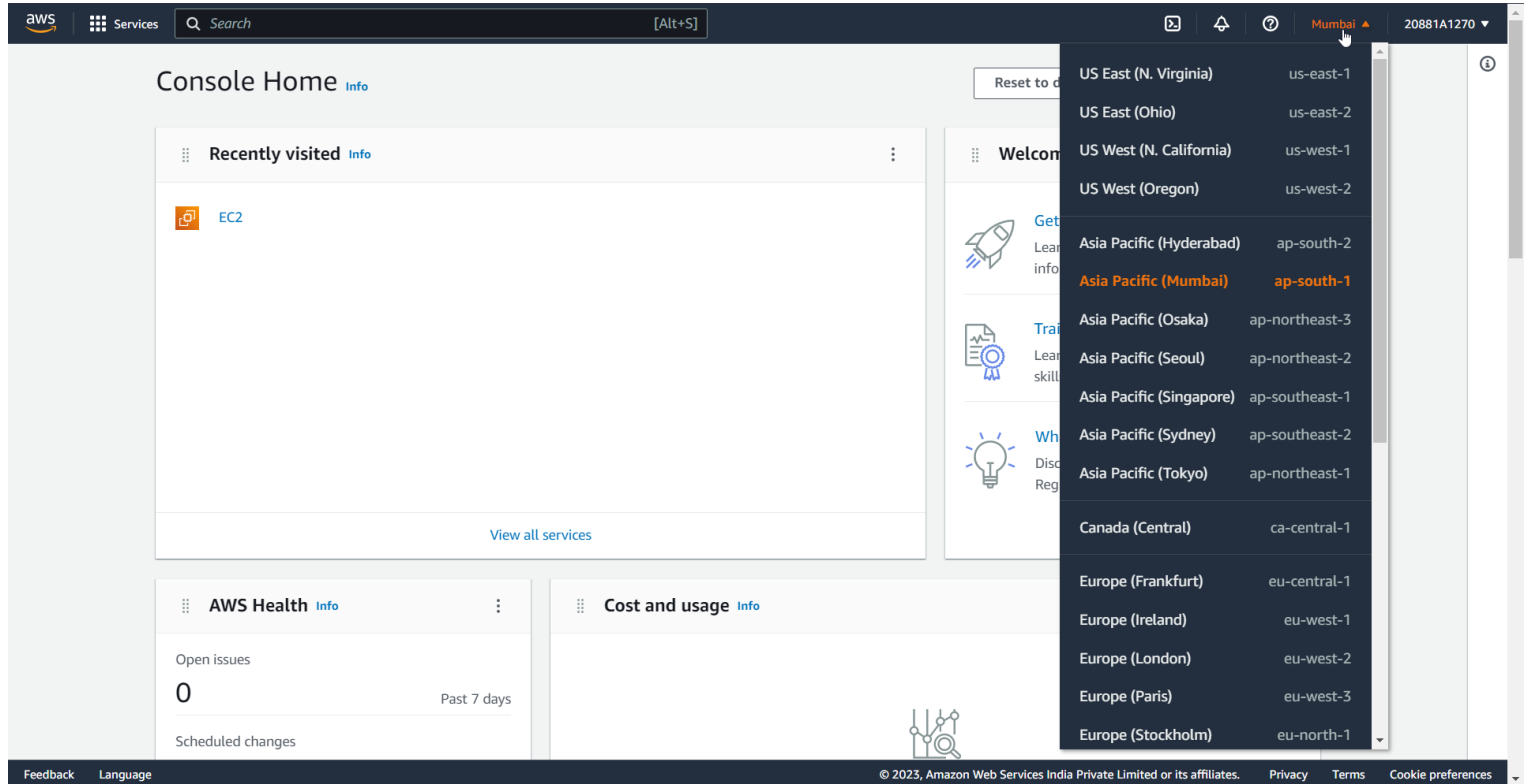 aws
Services
Search [Alt+S]
Mumbai
20881A1270
Console Home Info
Reset to d
Recently visited Info
EC2
View all services
Welcom
Get
Lear
info
Trai
Lear
skill
Wh
Disc
Reg
AWS Health Info
Open issues
0
Past 7 days
Scheduled changes
Cost and usage Info
US East (N. Virginia) us-east-1
US East (Ohio) us-east-2
US West (N. California) us-west-1
US West (Oregon) us-west-2
Asia Pacific (Hyderabad) ap-south-2
Asia Pacific (Mumbai) ap-south-1
Asia Pacific (Osaka) ap-northeast-3
Asia Pacific (Seoul) ap-northeast-2
Asia Pacific (Singapore) ap-southeast-1
Asia Pacific (Sydney) ap-southeast-2
Asia Pacific (Tokyo) ap-northeast-1
Canada (Central) ca-central-1
Europe (Frankfurt) eu-central-1
Europe (Ireland) eu-west-1
Europe (London) eu-west-2
Europe (Paris) eu-west-3
Europe (Stockholm) eu-north-1
Feedback Language © 2023, Amazon Web Services India Private Limited or its affiliates. Privacy Terms Cookie preferences